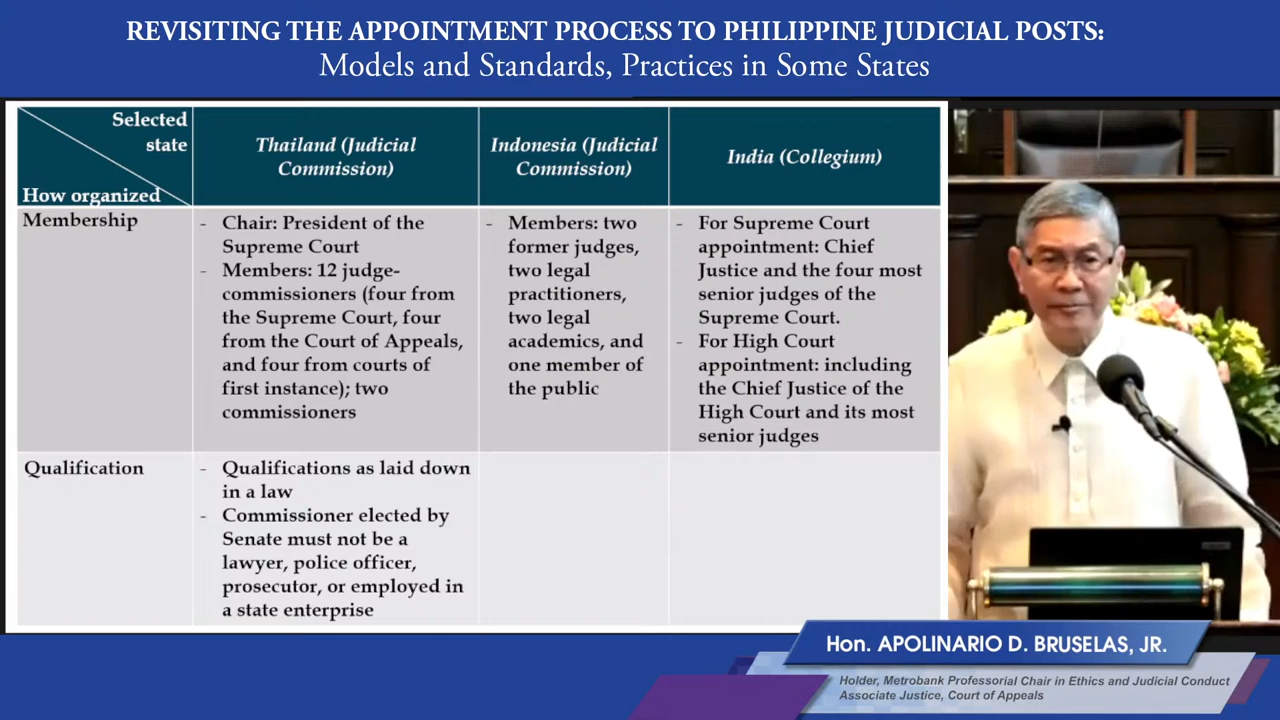 REVISITING THE APPOINTMENT PROCESS TO PHILIPPINE JUDICIAL POSTS:
Models and Standards, Practices in Some States
Selected
state
How organized
Thailand (Judicial
Commission)
Indonesia (Judicial
Commission)
India (Collegium)
Membership
- Chair: President of the
Supreme Court
- Members: 12 judge-
commissioners (four from
the Supreme Court, four
from the Court of Appeals,
and four from courts of
first instance); two
commissioners
- Members: two
former judges,
two legal
practitioners,
two legal
academics, and
one member of
the public
- For Supreme Court
appointment: Chief
Justice and the four most
senior judges of the
Supreme Court.
- For High Court
appointment: including
the Chief Justice of the
High Court and its most
senior judges
Qualification
- Qualifications as laid down
in a law
- Commissioner elected by
Senate must not be a
lawyer, police officer,
prosecutor, or employed in
a state enterprise
Hon. APOLINARIO D. BRUSELAS, JR.
Holder, Metrobank Professorial Chair in Ethics and Judicial Conduct
Associate Justice, Court of Appeals